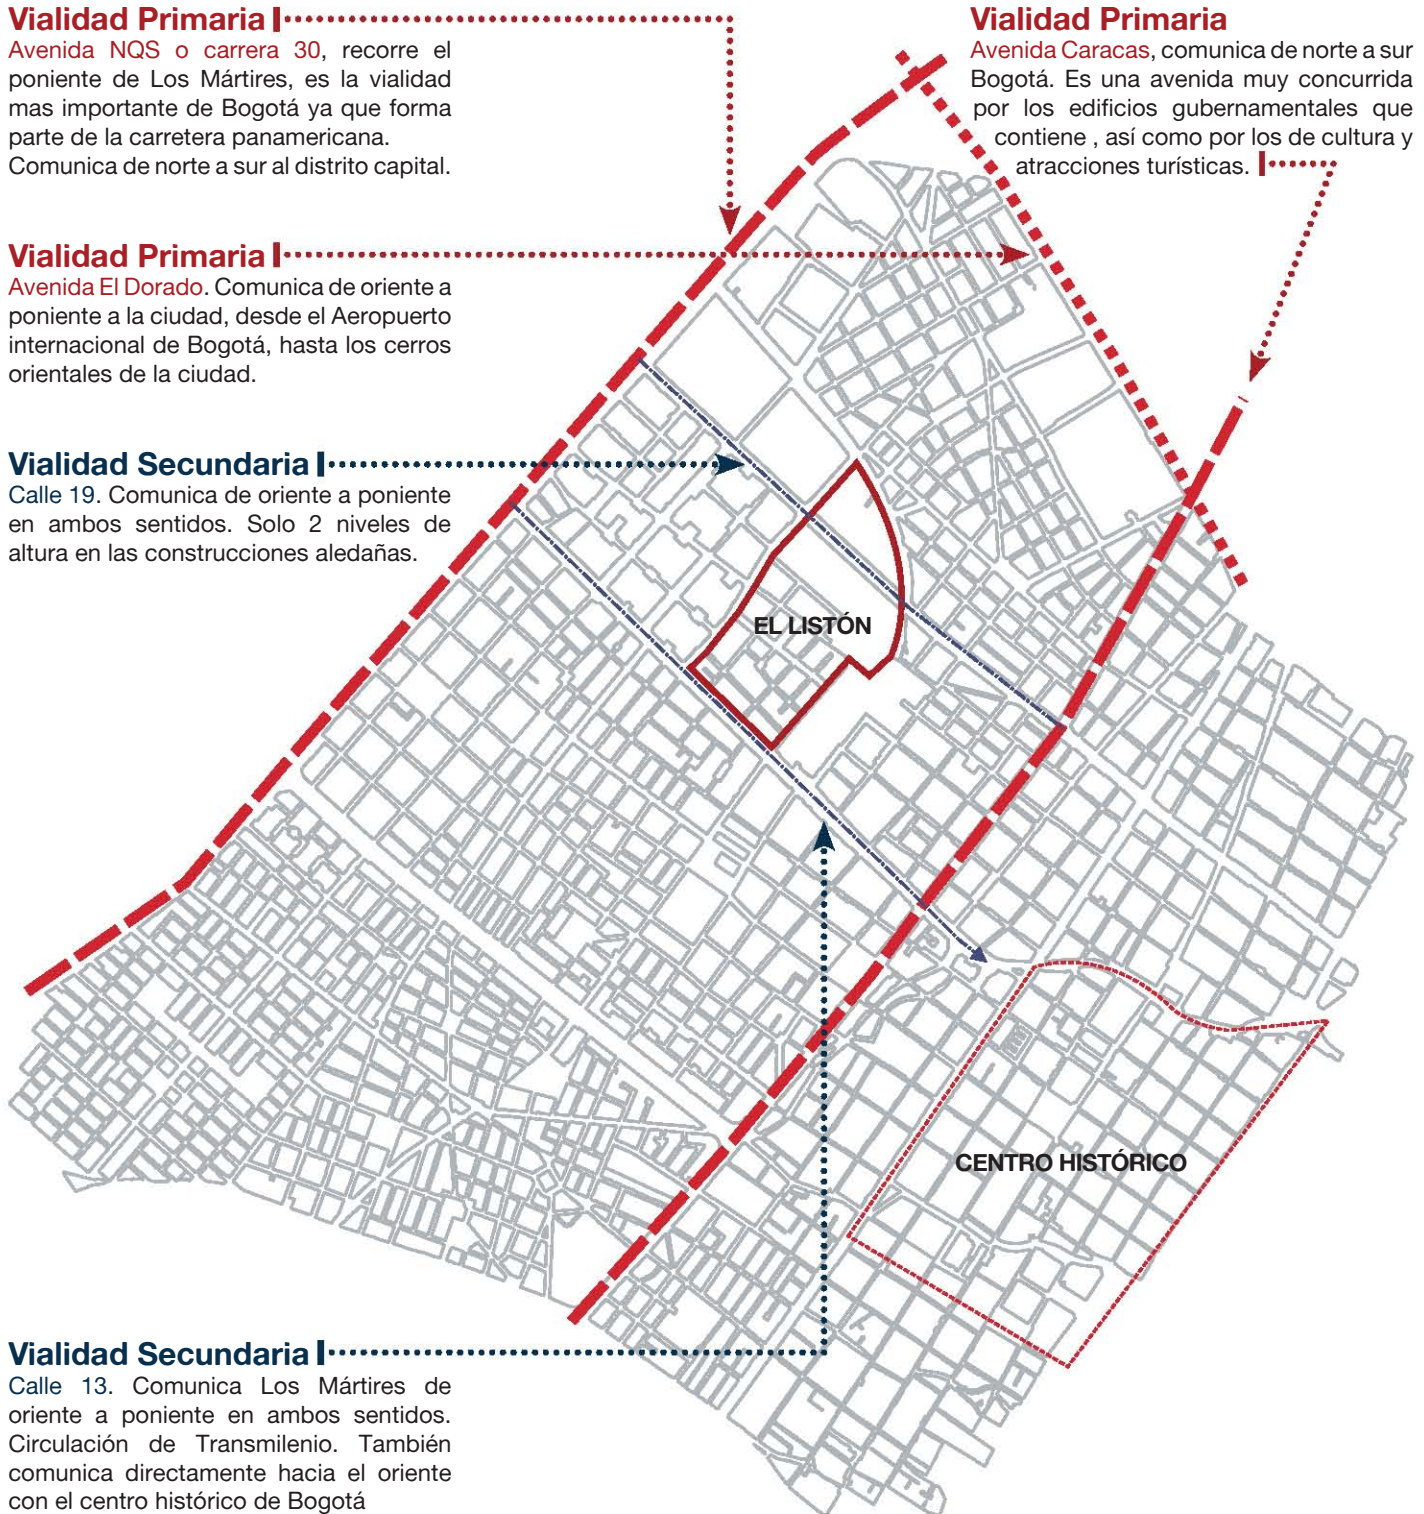 Vialidad Primaria
Avenida NQS o carrera 30, recorre el
poniente de Los Mártires, es la vialidad
mas importante de Bogotá ya que forma
parte de la carretera panamericana.
Comunica de norte a sur al distrito capital.
Vialidad Primaria
Avenida Caracas, comunica de norte a sur
Bogotá. Es una avenida muy concurrida
por los edificios gubernamentales que
contiene , así como por los de cultura y
atracciones turísticas.
Vialidad Primaria
Avenida El Dorado. Comunica de oriente a
poniente a la ciudad, desde el Aeropuerto
internacional de Bogotá, hasta los cerros
orientales de la ciudad.
Vialidad Secundaria
Calle 19. Comunica de oriente a poniente
en ambos sentidos. Solo 2 niveles de
altura en las construcciones aledañas.
EL LISTÓN
CENTRO HISTÓRICO
Vialidad Secundaria
Calle 13. Comunica Los Mártires de
oriente a poniente en ambos sentidos.
Circulación de Transmilenio. También
comunica directamente hacia el oriente
con el centro histórico de Bogotá